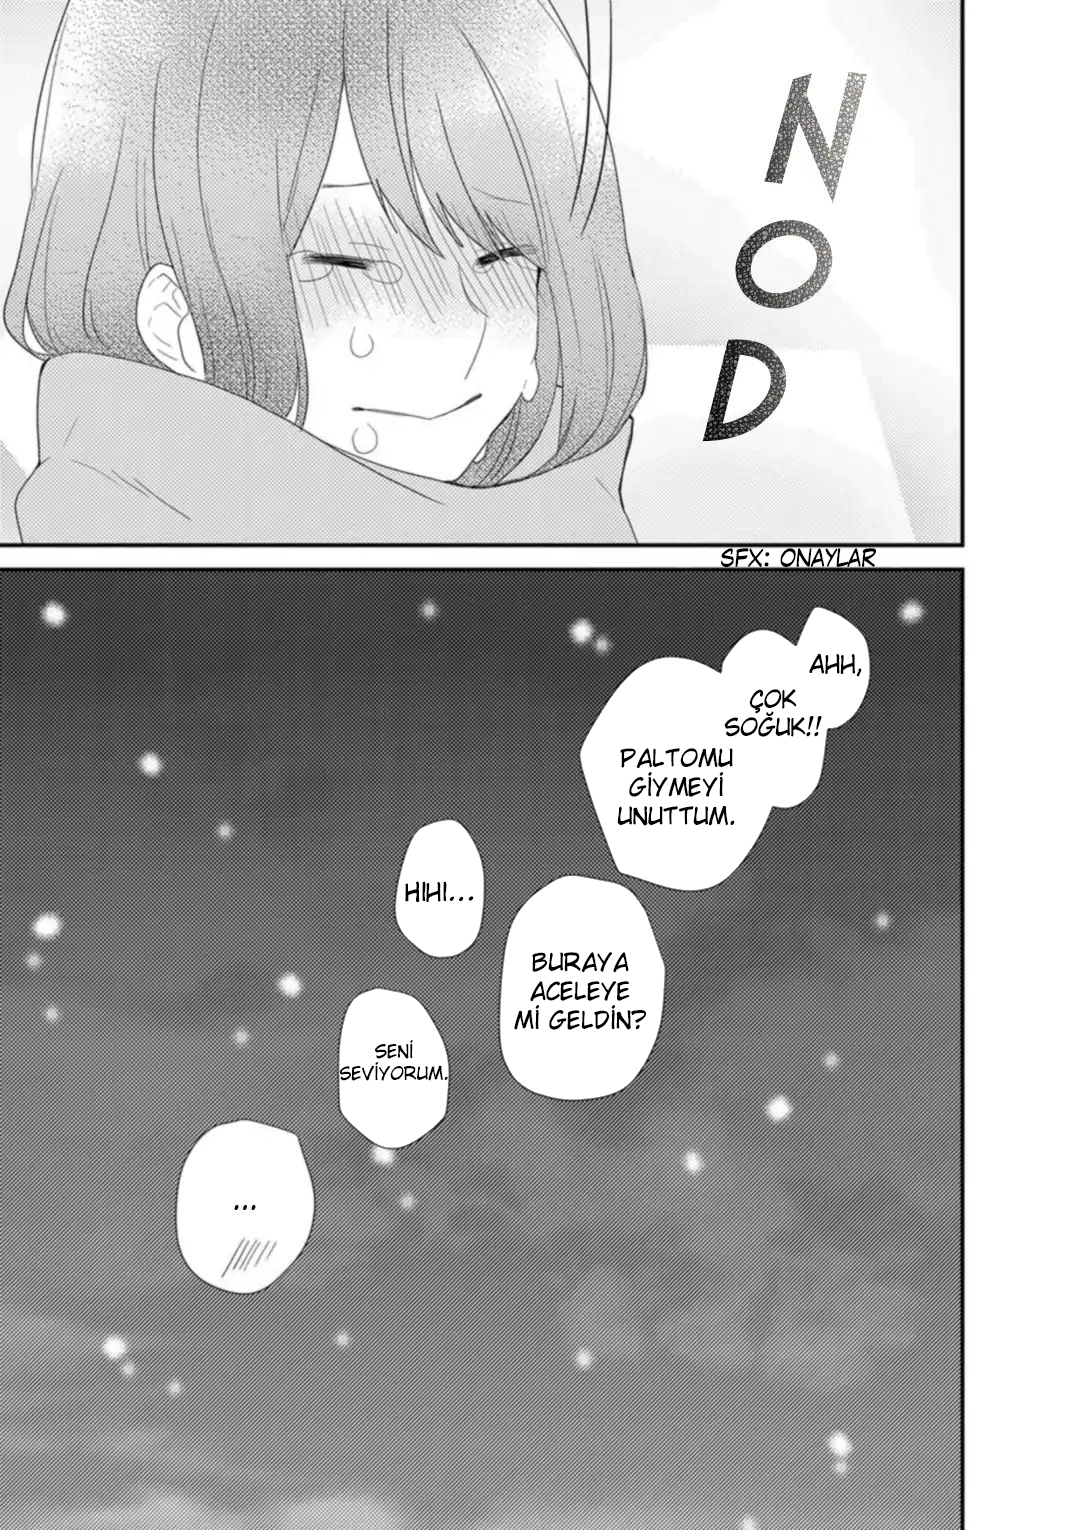 NOD
SFX: ONAYLAR
AHH,
ÇOK
SOĞUK!!
PALTOMU
GİYMEYİ
UNUTTUM.
BURAYA
ACELEYE
Mİ GELDİN?
HIHI...
SENİ
SEVİYORUM.
...